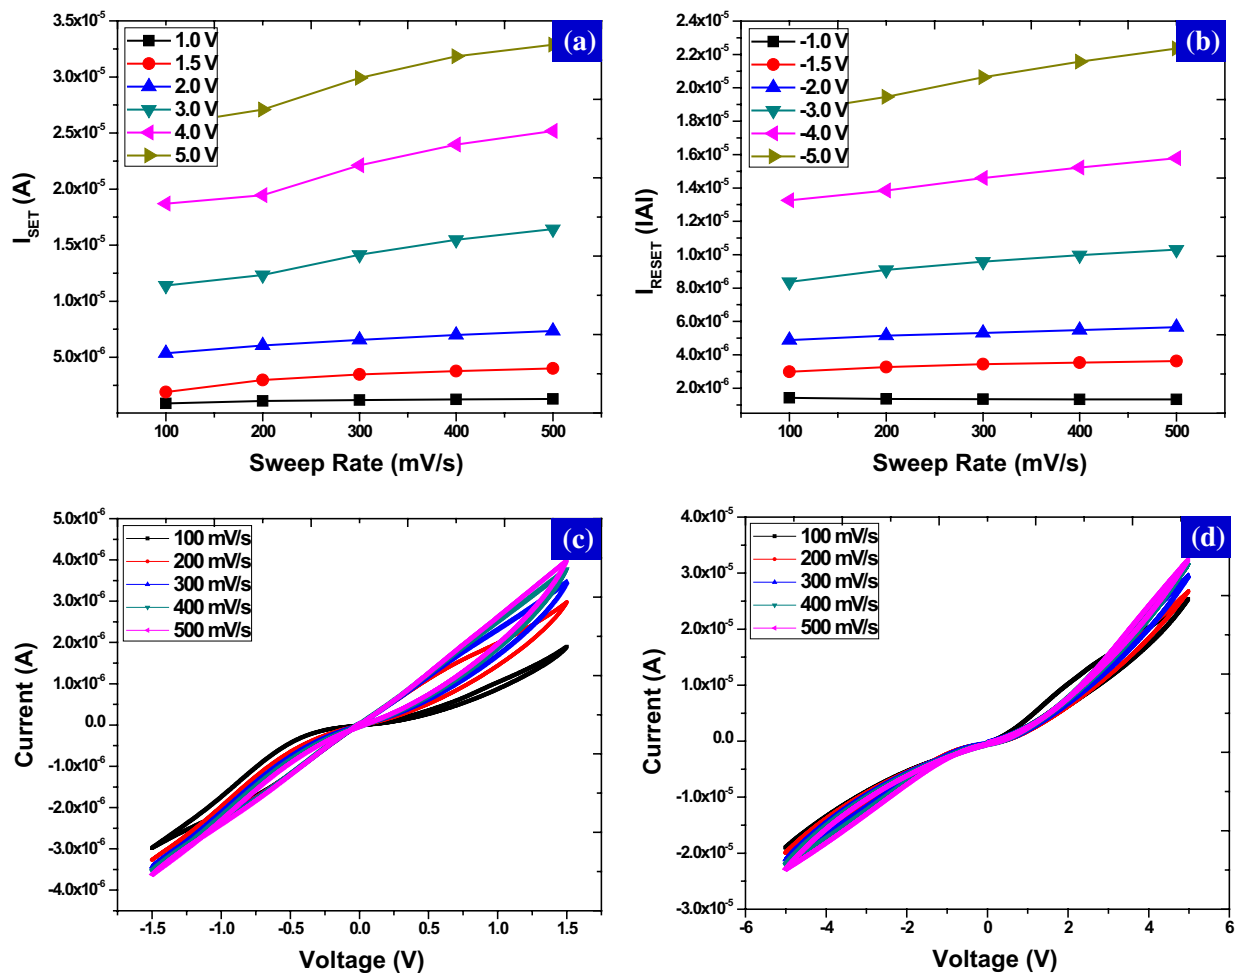 (a)
1.0 V
1.5 V
2.0 V
3.0 V
4.0 V
5.0 V
3.5x10⁻⁵
3.0x10⁻⁵
2.5x10⁻⁵
2.0x10⁻⁵
1.5x10⁻⁵
1.0x10⁻⁵
5.0x10⁻⁶
I_SET (A)
100 200 300 400 500
Sweep Rate (mV/s)
(b)
-1.0 V
-1.5 V
-2.0 V
-3.0 V
-4.0 V
-5.0 V
2.4x10⁻⁵
2.2x10⁻⁵
2.0x10⁻⁵
1.8x10⁻⁵
1.6x10⁻⁵
1.4x10⁻⁵
1.2x10⁻⁵
1.0x10⁻⁵
8.0x10⁻⁶
6.0x10⁻⁶
4.0x10⁻⁶
2.0x10⁻⁶
I_RESET (IAI)
100 200 300 400 500
Sweep Rate (mV/s)
(c)
100 mV/s
200 mV/s
300 mV/s
400 mV/s
500 mV/s
5.0x10⁻⁶
4.0x10⁻⁶
3.0x10⁻⁶
2.0x10⁻⁶
1.0x10⁻⁶
0.0
-1.0x10⁻⁶
-2.0x10⁻⁶
-3.0x10⁻⁶
-4.0x10⁻⁶
Current (A)
-1.5 -1.0 -0.5 0.0 0.5 1.0 1.5
Voltage (V)
(d)
100 mV/s
200 mV/s
300 mV/s
400 mV/s
500 mV/s
4.0x10⁻⁵
3.0x10⁻⁵
2.0x10⁻⁵
1.0x10⁻⁵
0.0
-1.0x10⁻⁵
-2.0x10⁻⁵
-3.0x10⁻⁵
Current (A)
-6 -4 -2 0 2 4 6
Voltage (V)